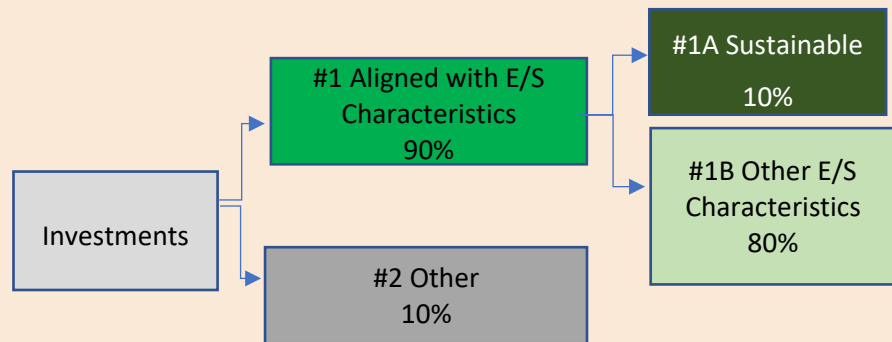 Investments
#1 Aligned with E/S
Characteristics
90%
#2 Other
10%
#1A Sustainable
10%
#1B Other E/S
Characteristics
80%